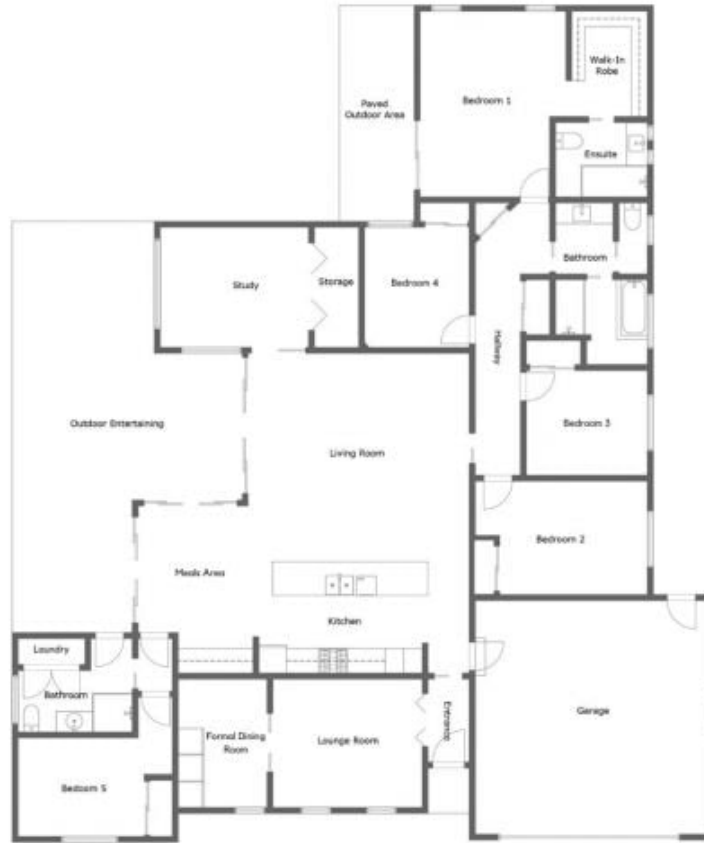 Walk-In
Robe
Bedroom 1
Paved
Outdoor Area
Ensuite
Bathroom
Study
Storage
Bedroom 4
Hallway
Outdoor Entertaining
Bedroom 3
Living Room
Bedroom 2
Meals Area
Kitchen
Laundry
Bathroom
Entrance
Garage
Formal Dining
Room
Lounge Room
Bedoom 5